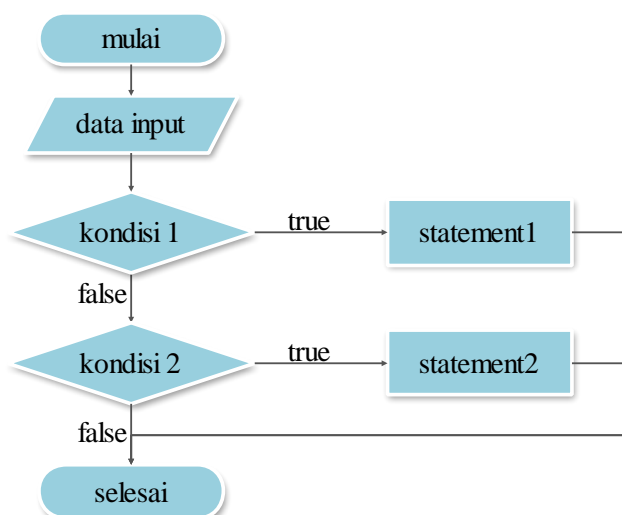 mulai
data input
kondisi 1
true
statement1
false
kondisi 2
true
statement2
false
selesai